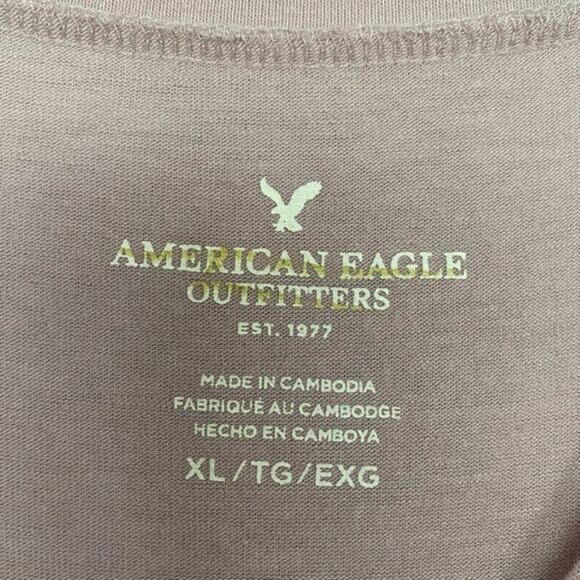 AMERICAN EAGLE
OUTFITTERS
EST. 1977
MADE IN CAMBODIA
FABRIQUÉ AU CAMBODGE
HECHO EN CAMBOYA
XL/TG/EXG